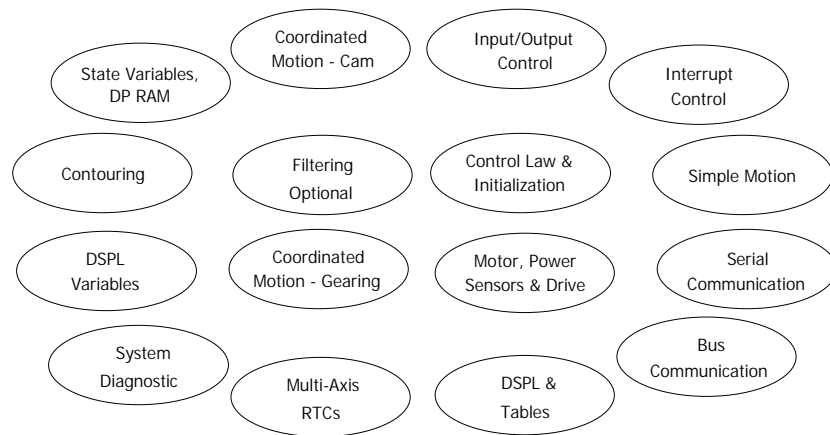 Coordinated
Motion - Cam
Input/Output
Control
State Variables,
DP RAM
Interrupt
Control
Contouring
Filtering
Optional
Control Law &
Initialization
Simple Motion
DSPL
Variables
Coordinated
Motion - Gearing
Motor, Power
Sensors & Drive
Serial
Communication
System
Diagnostic
Multi-Axis
RTCs
DSPL &
Tables
Bus
Communication